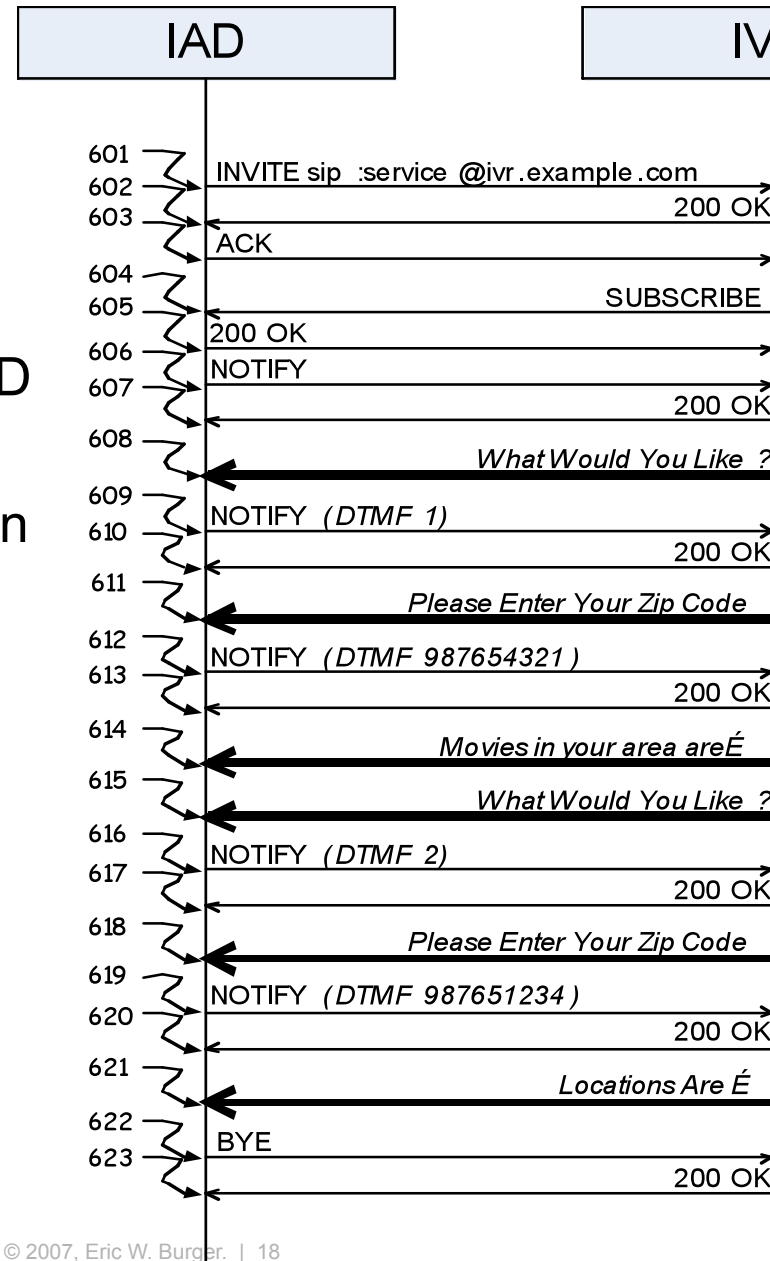 IAD
IV
601
INVITE sip :service @ivr.example.com
602
200 OK
603
ACK
604
SUBSCRIBE
605
200 OK
606
NOTIFY
D
607
200 OK
608
What Would You Like ?
609
NOTIFY (DTMF 1)
n
610
200 OK
611
Please Enter Your Zip Code
612
NOTIFY (DTMF 987654321)
613
200 OK
614
Movies in your area areÉ
615
What Would You Like ?
616
NOTIFY (DTMF 2)
617
200 OK
618
Please Enter Your Zip Code
619
NOTIFY (DTMF 987651234)
620
200 OK
621
Locations Are É
622
BYE
623
200 OK
© 2007, Eric W. Burger. | 18